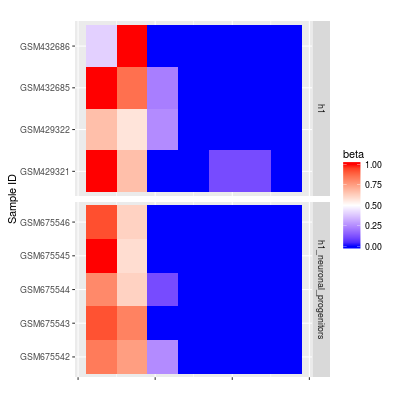 GSM432686
GSM432685
GSM429322
GSM429321
h1
GSM675546
GSM675545
GSM675544
GSM675543
GSM675542
h1_neuronal_progenitors
Sample ID
beta
1.00
0.75
0.50
0.25
0.00